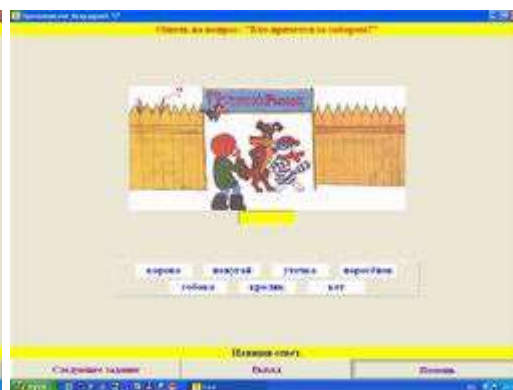 Ответь на вопрос: "Кто прячется за забором?"
корова попугай уточка поросёнок
собака кролик кот
Напиши ответ.
Следующее задание Выход Помощь